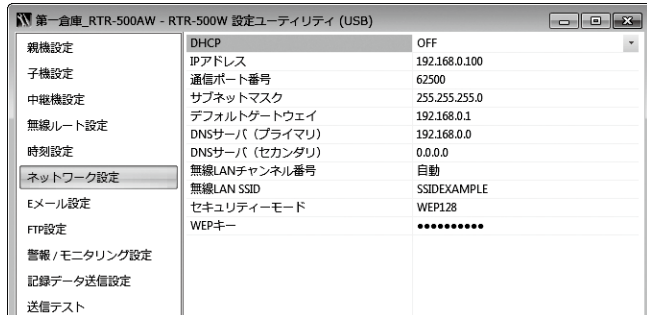 第一倉庫_RTR-500AW - RTR-500W 設定ユーティリティ (USB)
親機設定
子機設定
中継機設定
無線ルート設定
時刻設定
ネットワーク設定
Eメール設定
FTP設定
警報 / モニタリング設定
記録データ送信設定
送信テスト
DHCP OFF
IPアドレス 192.168.0.100
通信ポート番号 62500
サブネットマスク 255.255.255.0
デフォルトゲートウェイ 192.168.0.1
DNSサーバ (プライマリ) 192.168.0.0
DNSサーバ (セカンダリ) 0.0.0.0
無線LANチャンネル番号 自動
無線LAN SSID SSIDEXAMPLE
セキュリティーモード WEP128
WEPキー ●●●●●●●●●●